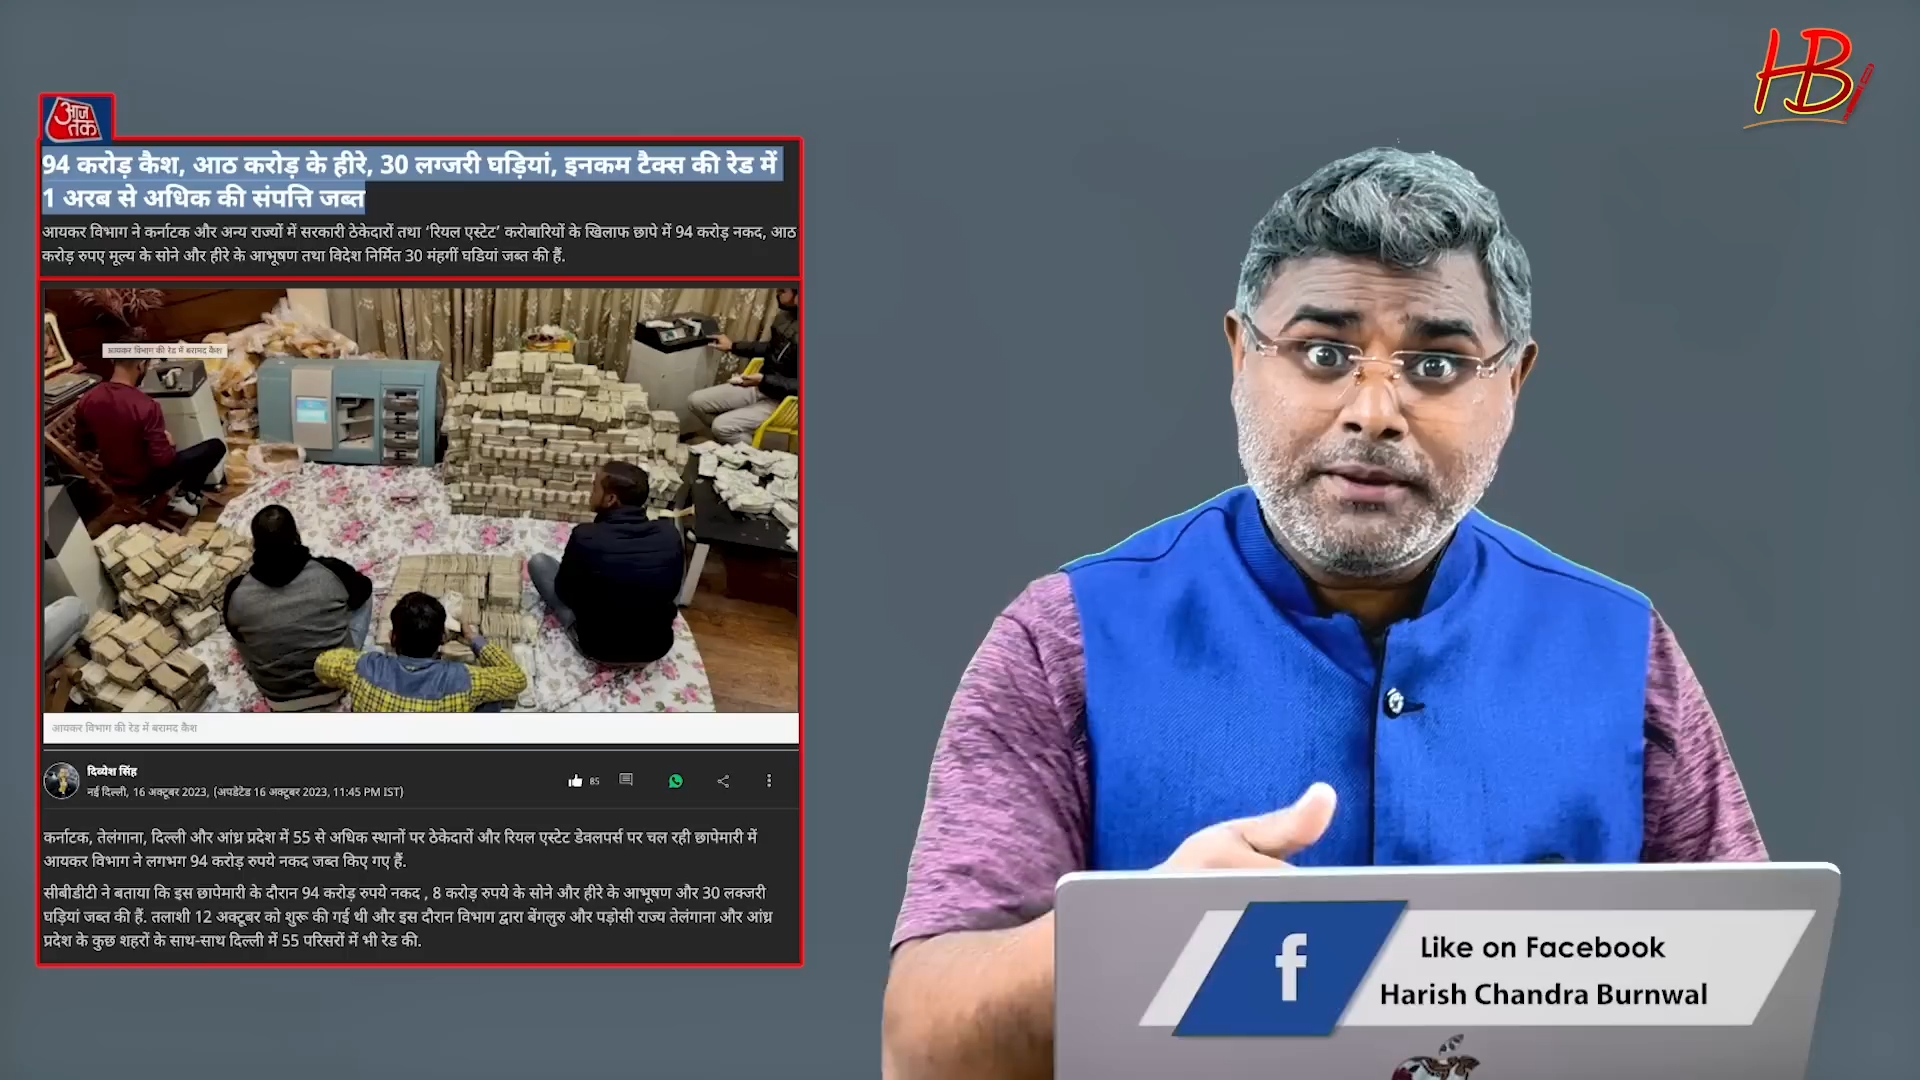 HB
आज
तक
94 करोड़ कैश, आठ करोड़ के हीरे, 30 लग्जरी घड़ियां, इनकम टैक्स की रेड में
1 अरब से अधिक की संपत्ति जब्त
आयकर विभाग ने कर्नाटक और अन्य राज्यों में सरकारी ठेकेदारों तथा ‘रियल एस्टेट’ करोबारियों के खिलाफ छापे में 94 करोड़ नकद, आठ
करोड़ रुपए मूल्य के सोने और हीरे के आभूषण तथा विदेश निर्मित 30 मंहगीं घडियां जब्त की हैं.
आयकर विभाग की रेड में बरामद कैश
आयकर विभाग की रेड में बरामद कैश
दिव्येश सिंह
नई दिल्ली, 16 अक्टूबर 2023, (अपडेटेड 16 अक्टूबर 2023, 11:45 PM IST)
85
कर्नाटक, तेलंगाना, दिल्ली और आंध्र प्रदेश में 55 से अधिक स्थानों पर ठेकेदारों और रियल एस्टेट डेवलपर्स पर चल रही छापेमारी में
आयकर विभाग ने लगभग 94 करोड़ रुपये नकद जब्त किए गए हैं.
सीबीडीटी ने बताया कि इस छापेमारी के दौरान 94 करोड़ रुपये नकद , 8 करोड़ रुपये के सोने और हीरे के आभूषण और 30 लक्जरी
घड़ियां जब्त की हैं. तलाशी 12 अक्टूबर को शुरू की गई थी और इस दौरान विभाग द्वारा बेंगलुरु और पड़ोसी राज्य तेलंगाना और आंध्र
प्रदेश के कुछ शहरों के साथ-साथ दिल्ली में 55 परिसरों में भी रेड की.
f
Like on Facebook
Harish Chandra Burnwal